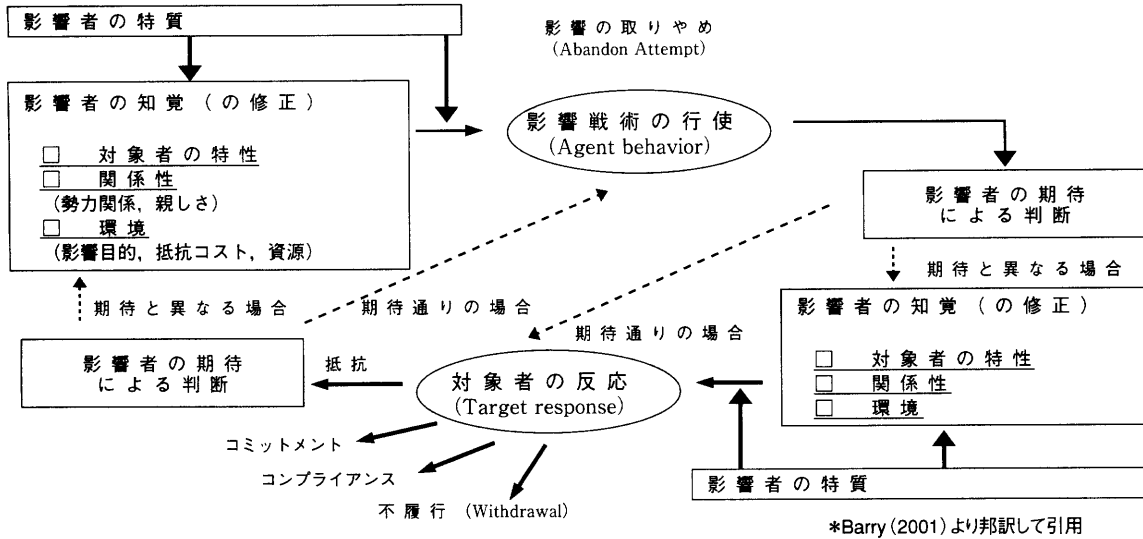 影響者の特質
影響の取りやめ
(Abandon Attempt)
影響者の知覚(の修正)
□ 対象者の特性
□ 関係性
(勢力関係, 親しさ)
□ 環境
(影響目的, 抵抗コスト, 資源)
影響戦術の行使
(Agent behavior)
影響者の期待
による判断
期待と異なる場合
期待通りの場合
期待と異なる場合
影響者の知覚(の修正)
□ 対象者の特性
□ 関係性
□ 環境
期待通りの場合
影響者の期待
による判断
抵抗
対象者の反応
(Target response)
コミットメント
コンプライアンス
不履行 (Withdrawal)
影響者の特質
*Barry(2001)より邦訳して引用